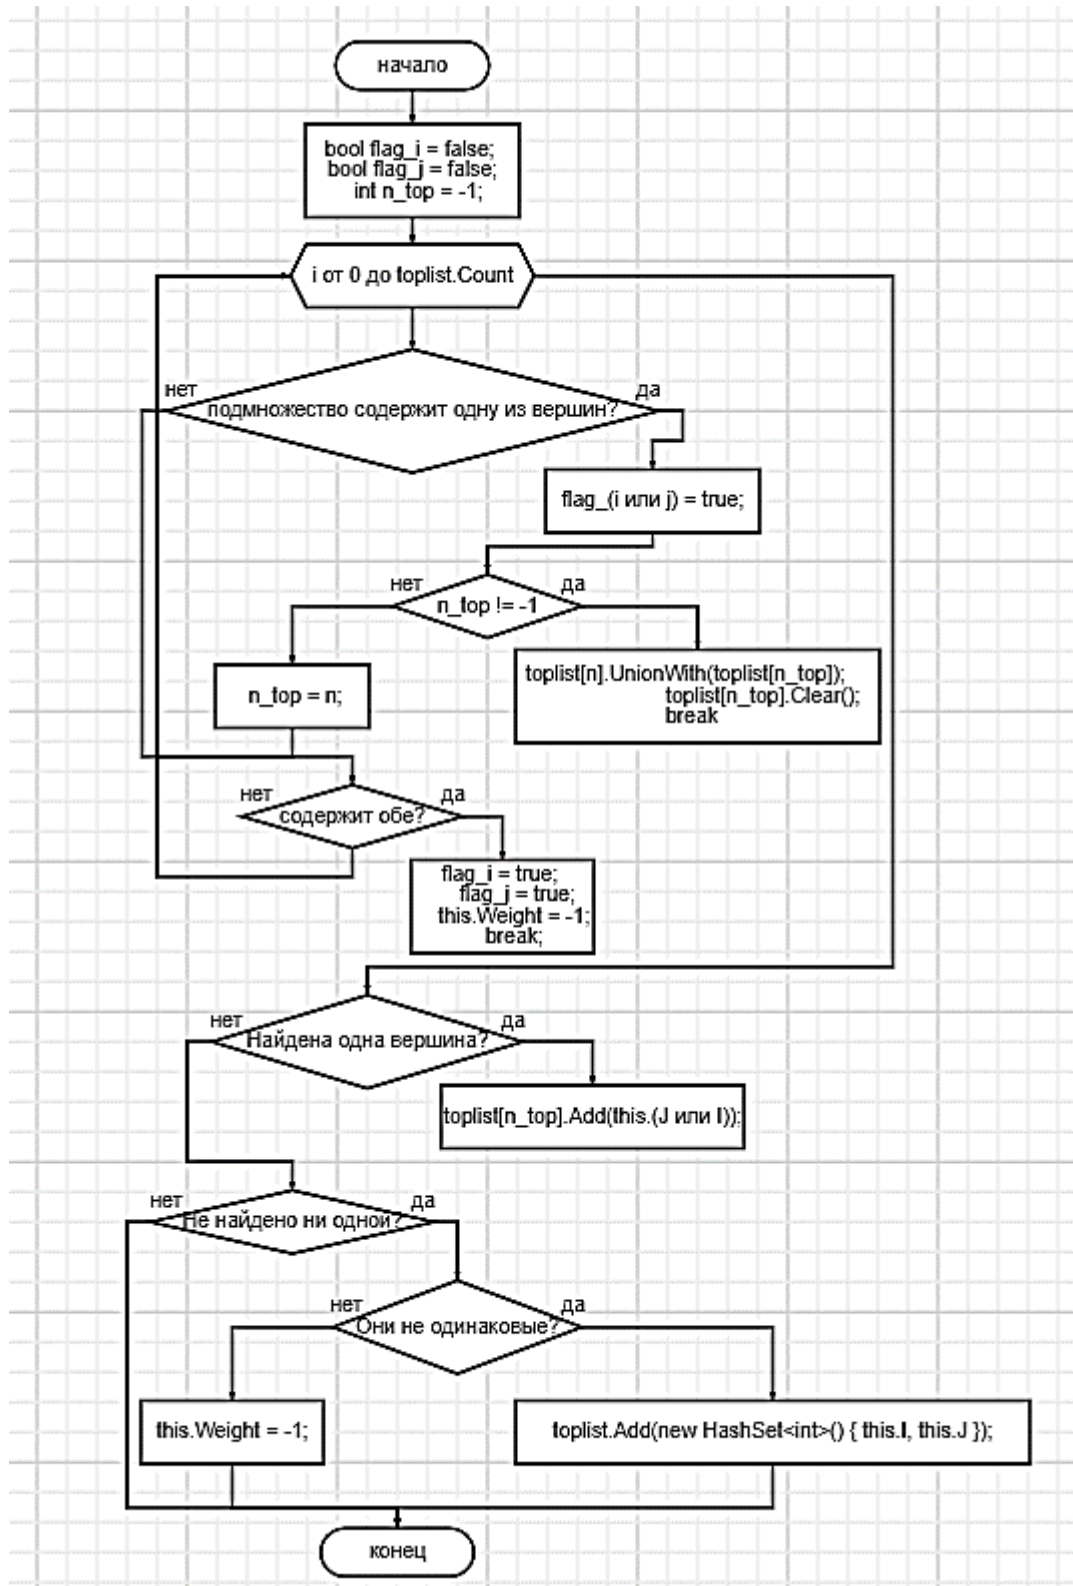 начало
bool flag_i = false;
bool flag_j = false;
int n_top = -1;
i от 0 до toplist.Count
нет
да
подмножество содержит одну из вершин?
flag_(i или j) = true;
нет
да
n_top != -1
toplist[n].UnionWith(toplist[n_top]);
toplist[n_top].Clear();
break
n_top = n;
нет
да
содержит обе?
flag_i = true;
flag_j = true;
this.Weight = -1;
break;
нет
да
Найдена одна вершина?
toplist[n_top].Add(this.(J или I));
нет
да
Не найдено ни одной?
нет
да
Они не одинаковые?
this.Weight = -1;
toplist.Add(new HashSet<int>() { this.I, this.J });
конец